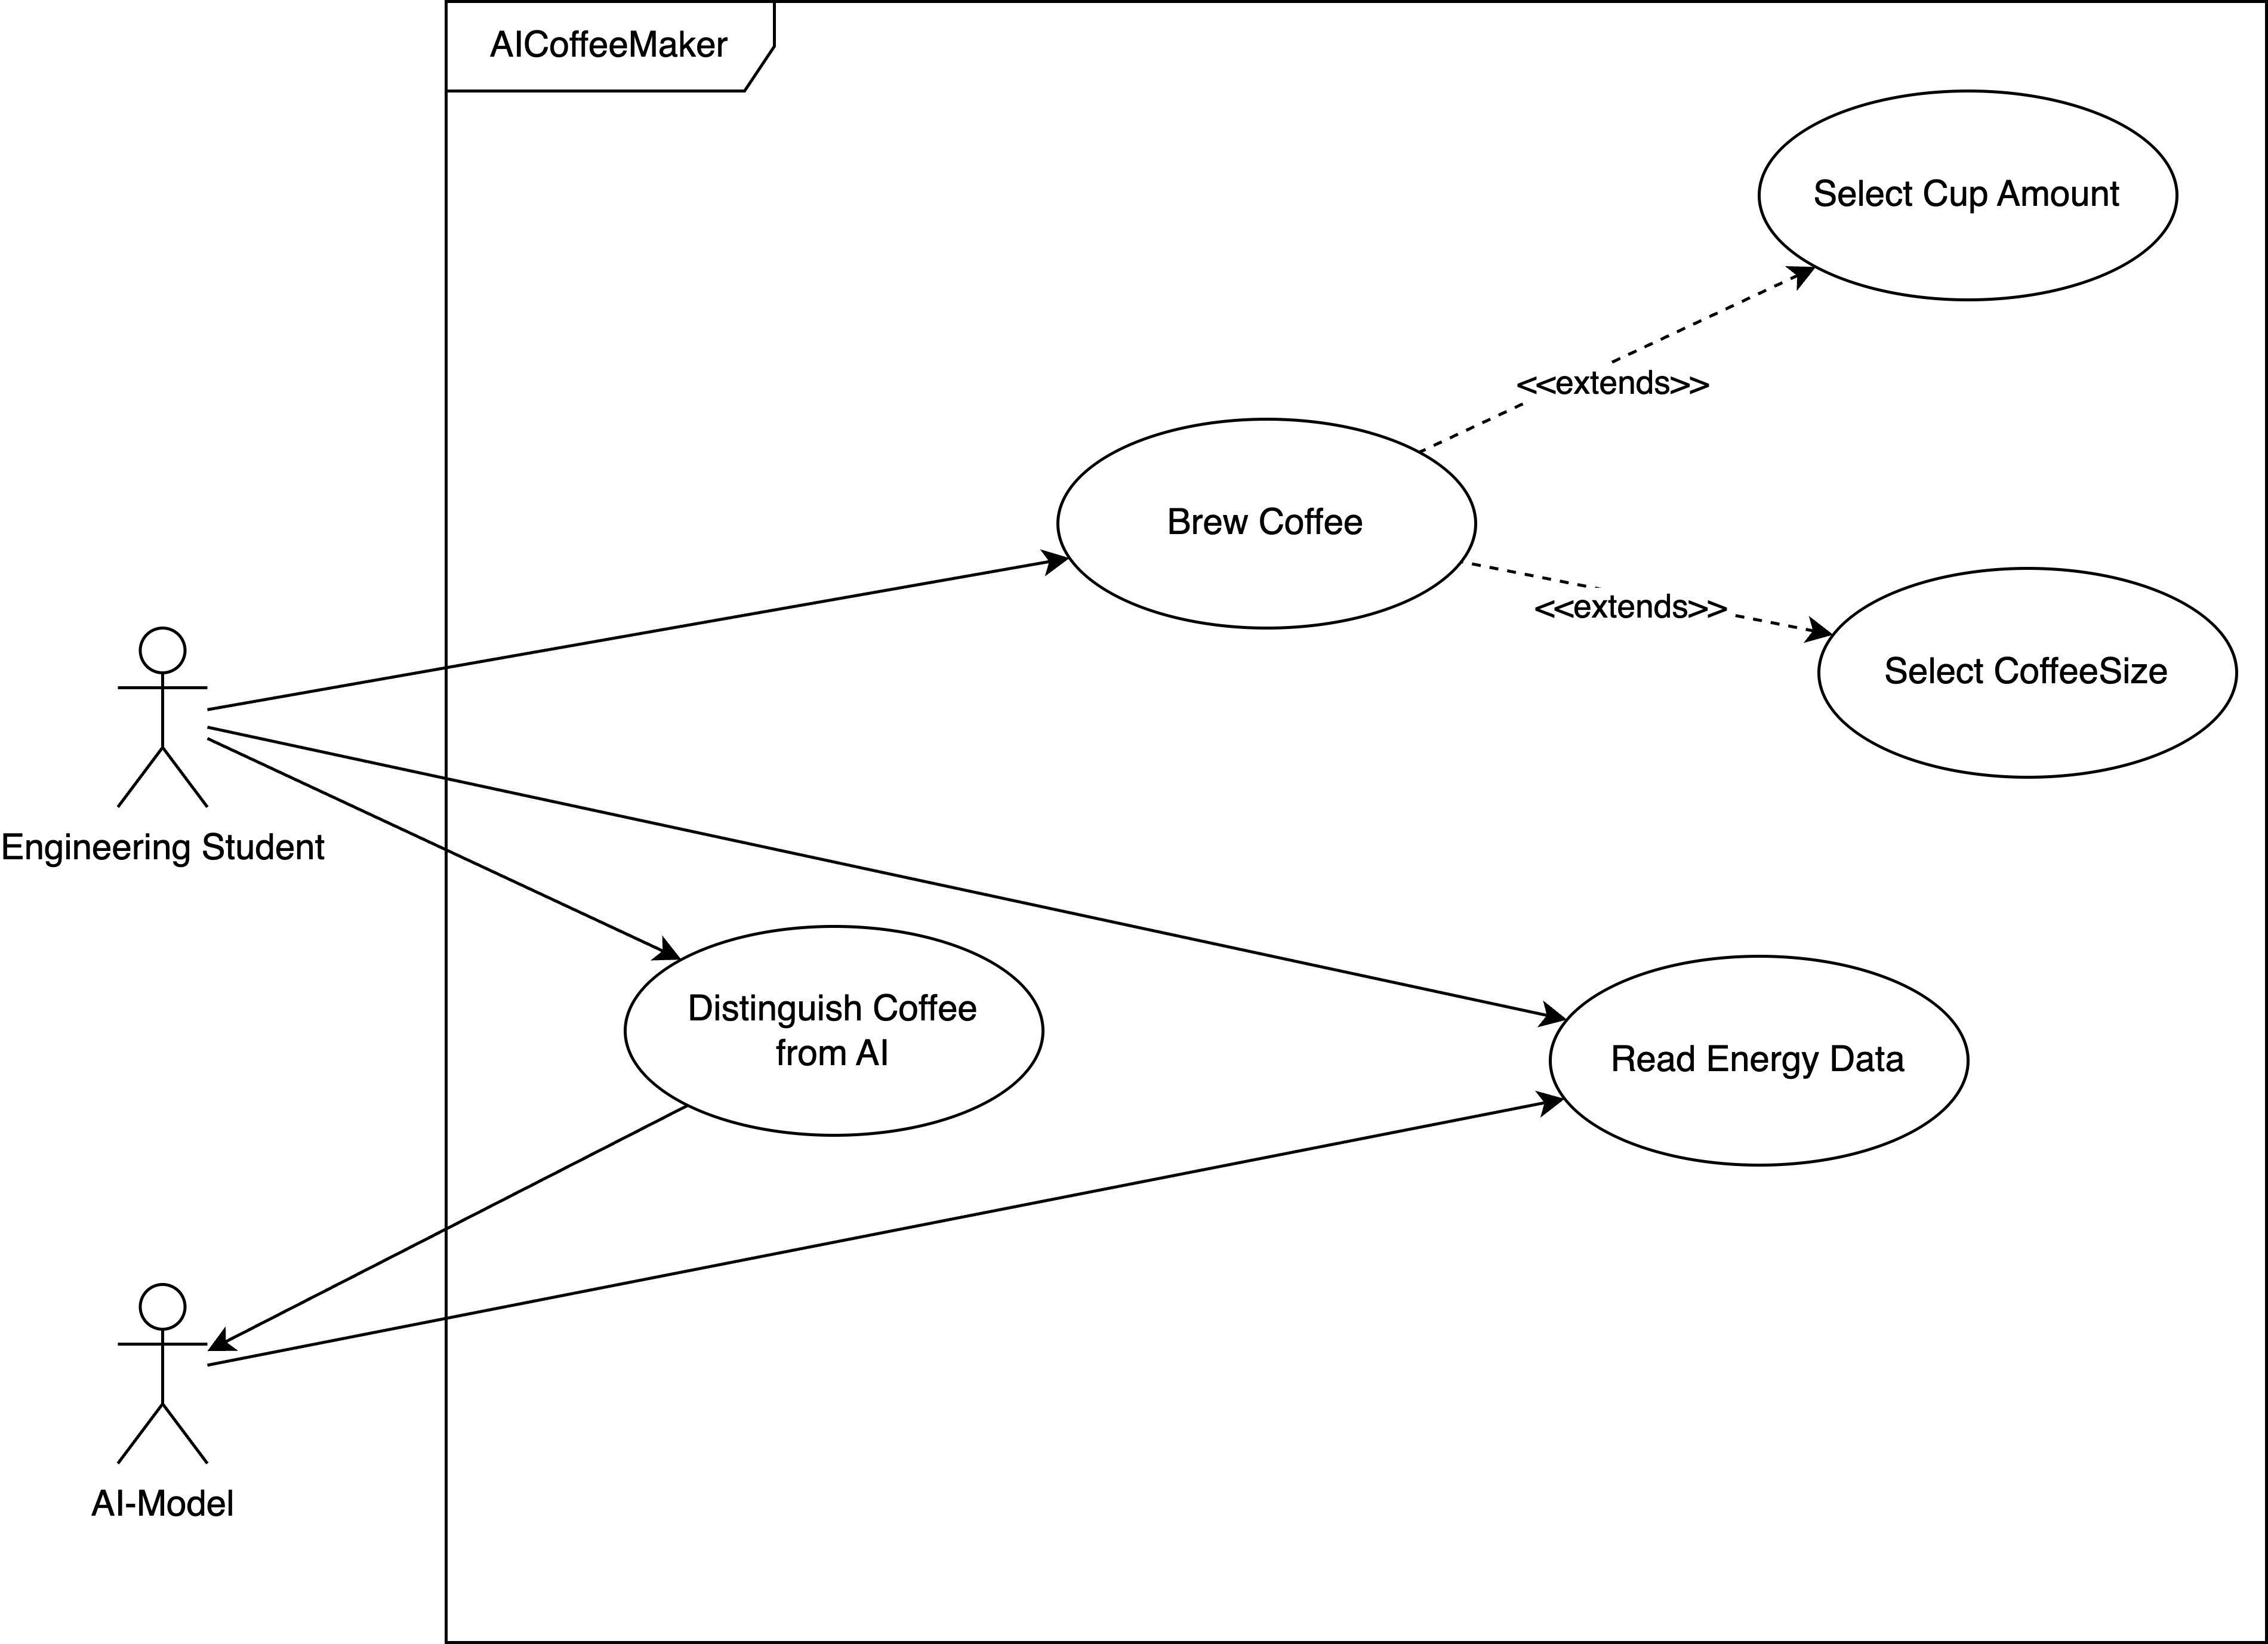 AICoffeeMaker
Select Cup Amount
<<extends>>
Brew Coffee
<<extends>>
Select CoffeeSize
Engineering Student
Distinguish Coffee
from AI
Read Energy Data
AI-Model